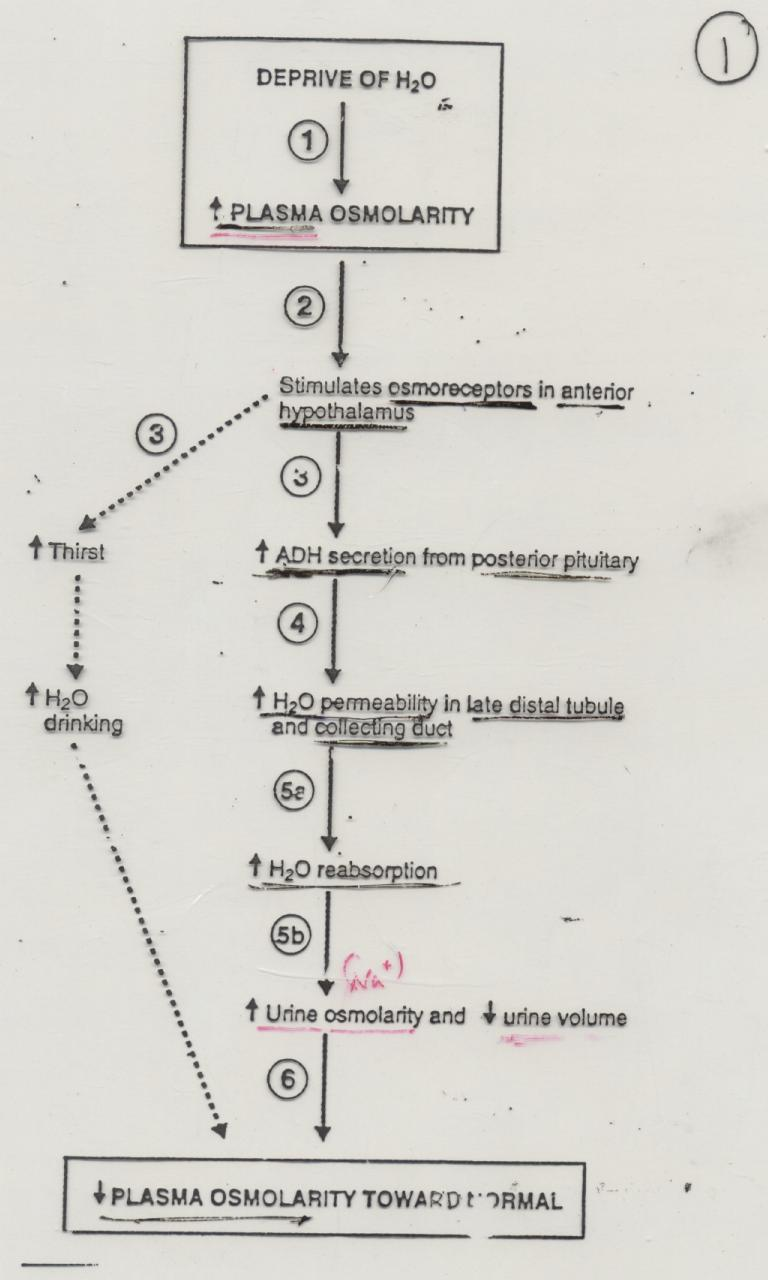 1
DEPRIVE OF H₂O
1
↑ PLASMA OSMOLARITY
2
Stimulates osmoreceptors in anterior
hypothalamus
3
3
↑ Thirst
↑ ADH secretion from posterior pituitary
4
↑ H₂O
drinking
↑ H₂O permeability in late distal tubule
and collecting duct
5a
↑ H₂O reabsorption
5b
(Na⁺)
↑ Urine osmolarity and ↓ urine volume
6
↓ PLASMA OSMOLARITY TOWARD NORMAL